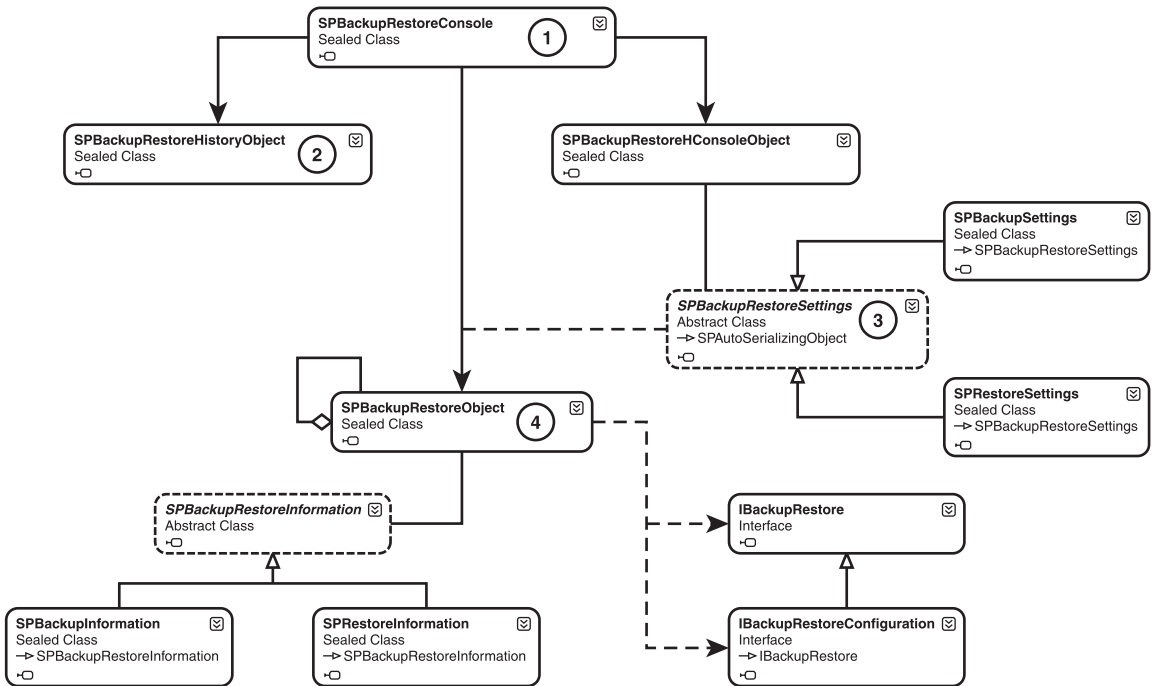 SPBackupRestoreConsole
Sealed Class
1
SPBackupRestoreHistoryObject
Sealed Class
2
SPBackupRestoreHConsoleObject
Sealed Class
SPBackupSettings
Sealed Class
SPBackupRestoreSettings
SPBackupRestoreSettings
Abstract Class
SPAutoSerializingObject
3
SPRestoreSettings
Sealed Class
SPBackupRestoreSettings
SPBackupRestoreObject
Sealed Class
4
SPBackupRestoreInformation
Abstract Class
IBackupRestore
Interface
SPBackupInformation
Sealed Class
SPBackupRestoreInformation
SPRestoreInformation
Sealed Class
SPBackupRestoreInformation
IBackupRestoreConfiguration
Interface
IBackupRestore